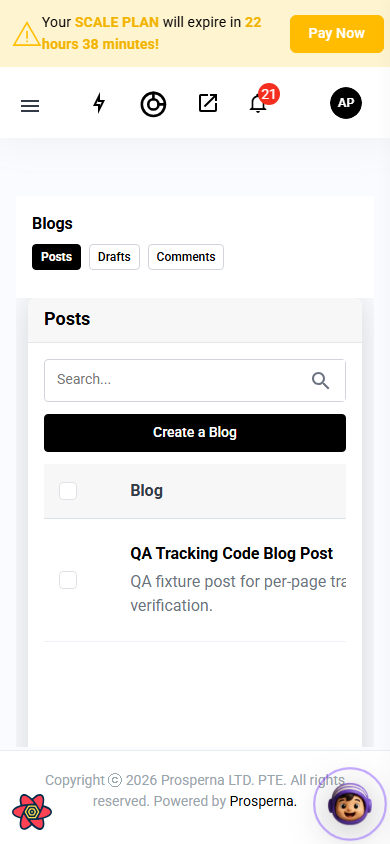 Your SCALE PLAN will expire in 22
hours 38 minutes!
Pay Now
21
AP
Blogs
Posts
Drafts
Comments
Posts
Search...
Create a Blog
Blog
QA Tracking Code Blog Post
QA fixture post for per-page tra
verification.
Copyright © 2026 Prosperna LTD. PTE. All rights
reserved. Powered by Prosperna.